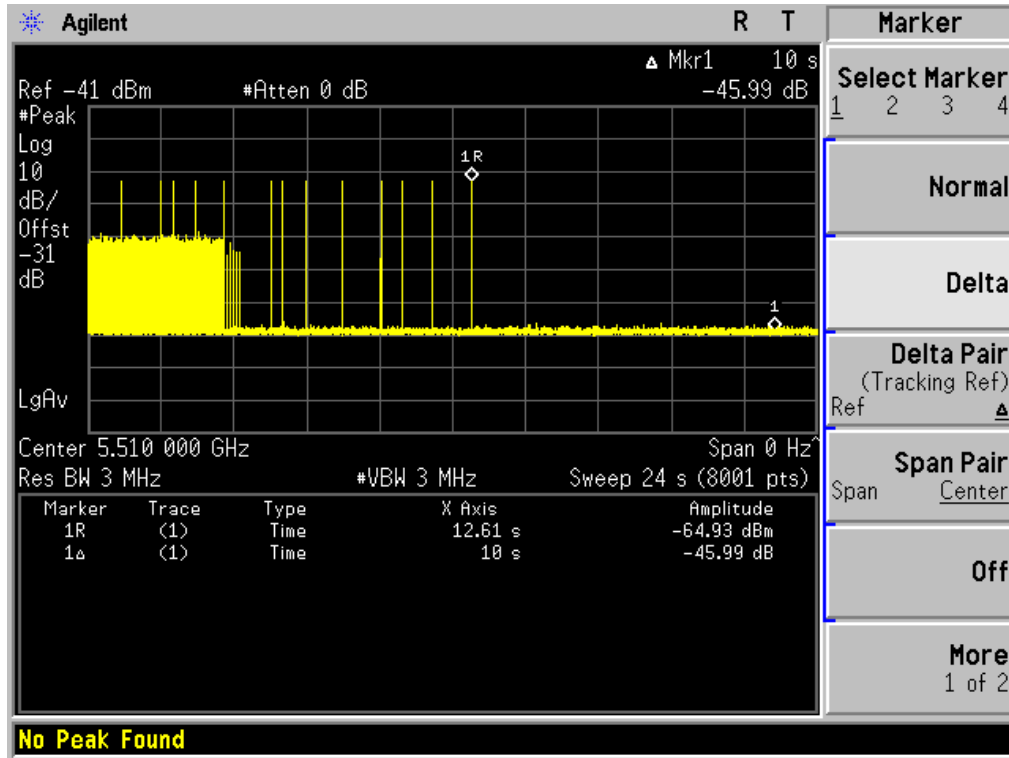 Agilent R T
Marker
Δ Mkr1 10 s
Ref -41 dBm #Atten 0 dB -45.99 dB
#Peak
Log
10
dB/
Offst
-31
dB
1R
1
LgAv
Center 5.510 000 GHz Span 0 Hz^
Res BW 3 MHz #VBW 3 MHz Sweep 24 s (8001 pts)
Marker Trace Type X Axis Amplitude
1R (1) Time 12.61 s -64.93 dBm
1Δ (1) Time 10 s -45.99 dB
No Peak Found
Select Marker
1 2 3 4
Normal
Delta
Delta Pair
(Tracking Ref)
Ref Δ
Span Pair
Span Center
Off
More
1 of 2